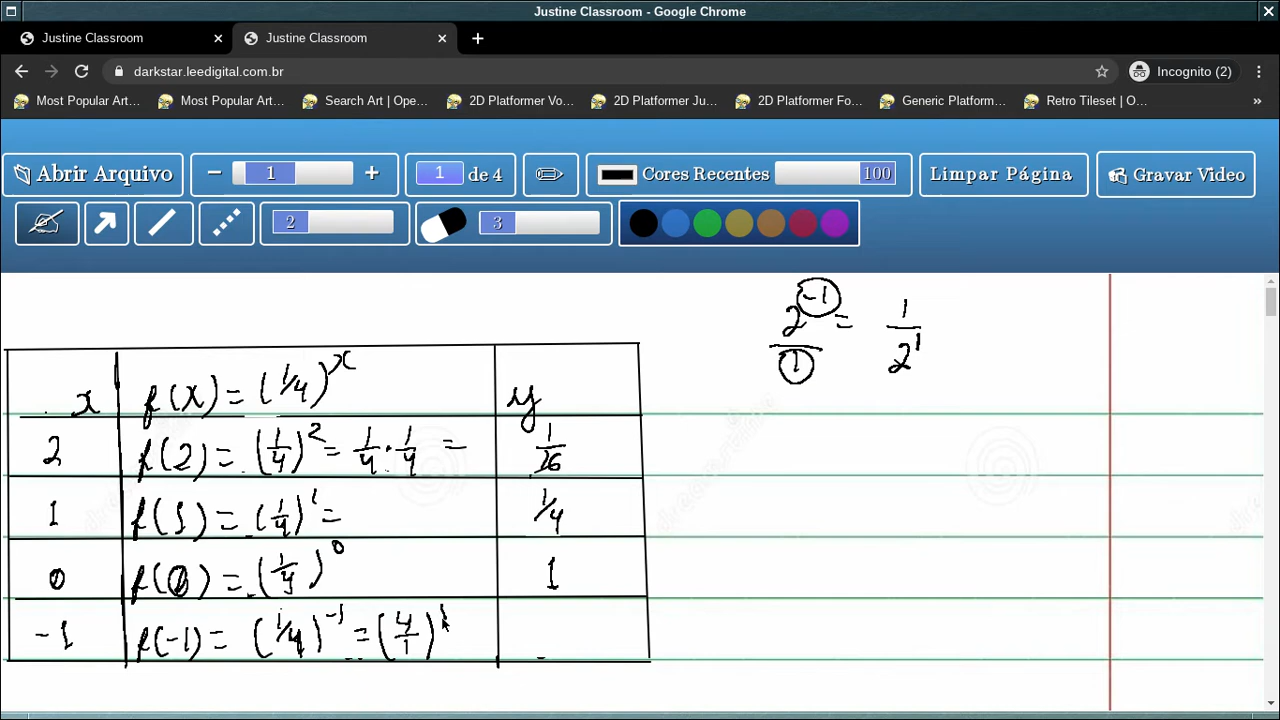 Justine Classroom - Google Chrome
Justine Classroom
Justine Classroom
darkstar.leedigital.com.br
Incognito (2)
Most Popular Art... Most Popular Art... Search Art | Ope... 2D Platformer Vo... 2D Platformer Ju... 2D Platformer Fo... Generic Platform... Retro Tileset | O...
Abrir Arquivo − 1 + 1 de 4 Cores Recentes 100 Limpar Página Gravar Video
2 3
2^-1/1 = 1/2^1
x f(x) = (1/4)^x y
2 f(2) = (1/4)^2 = 1/4 · 1/4 = 1/16
1 f(1) = (1/4)^1 = 1/4
0 f(0) = (1/4)^0 1
-1 f(-1) = (1/4)^-1 = (4/1)^1